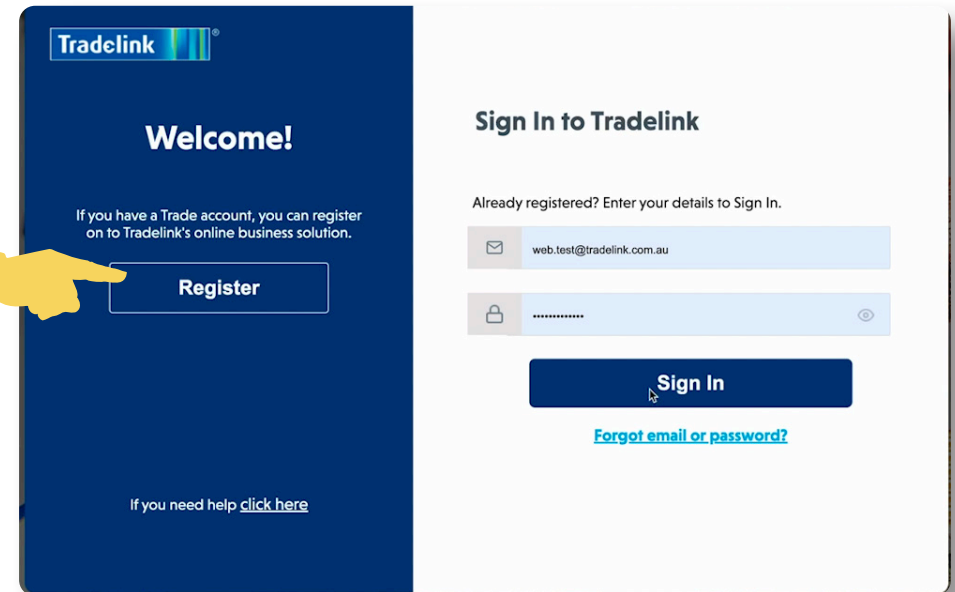 Tradelink ®
Welcome!
If you have a Trade account, you can register
on to Tradelink's online business solution.
Register
If you need help click here
Sign In to Tradelink
Already registered? Enter your details to Sign In.
web.test@tradelink.com.au
•••••••••••••
Sign In
Forgot email or password?